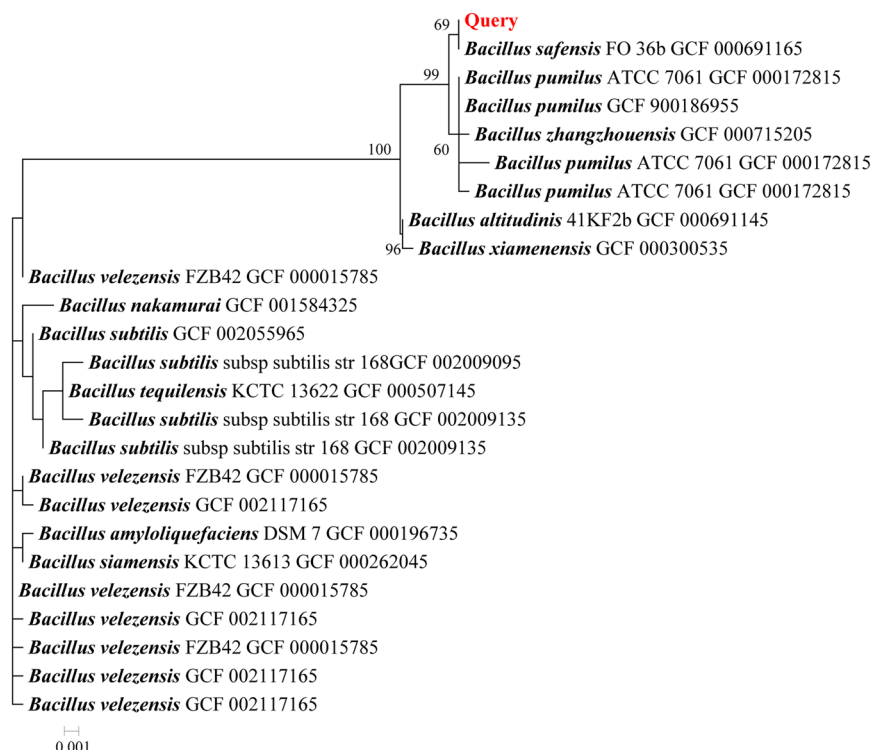 Query
69
Bacillus safensis FO 36b GCF 000691165
99
Bacillus pumilus ATCC 7061 GCF 000172815
Bacillus pumilus GCF 900186955
Bacillus zhangzhouensis GCF 000715205
100
60
Bacillus pumilus ATCC 7061 GCF 000172815
Bacillus pumilus ATCC 7061 GCF 000172815
Bacillus altitudinis 41KF2b GCF 000691145
96
Bacillus xiamenensis GCF 000300535
Bacillus velezensis FZB42 GCF 000015785
Bacillus nakamurai GCF 001584325
Bacillus subtilis GCF 002055965
Bacillus subtilis subsp subtilis str 168GCF 002009095
Bacillus tequilensis KCTC 13622 GCF 000507145
Bacillus subtilis subsp subtilis str 168 GCF 002009135
Bacillus subtilis subsp subtilis str 168 GCF 002009135
Bacillus velezensis FZB42 GCF 000015785
Bacillus velezensis GCF 002117165
Bacillus amyloliquefaciens DSM 7 GCF 000196735
Bacillus siamensis KCTC 13613 GCF 000262045
Bacillus velezensis FZB42 GCF 000015785
Bacillus velezensis GCF 002117165
Bacillus velezensis FZB42 GCF 000015785
Bacillus velezensis GCF 002117165
Bacillus velezensis GCF 002117165
0.001